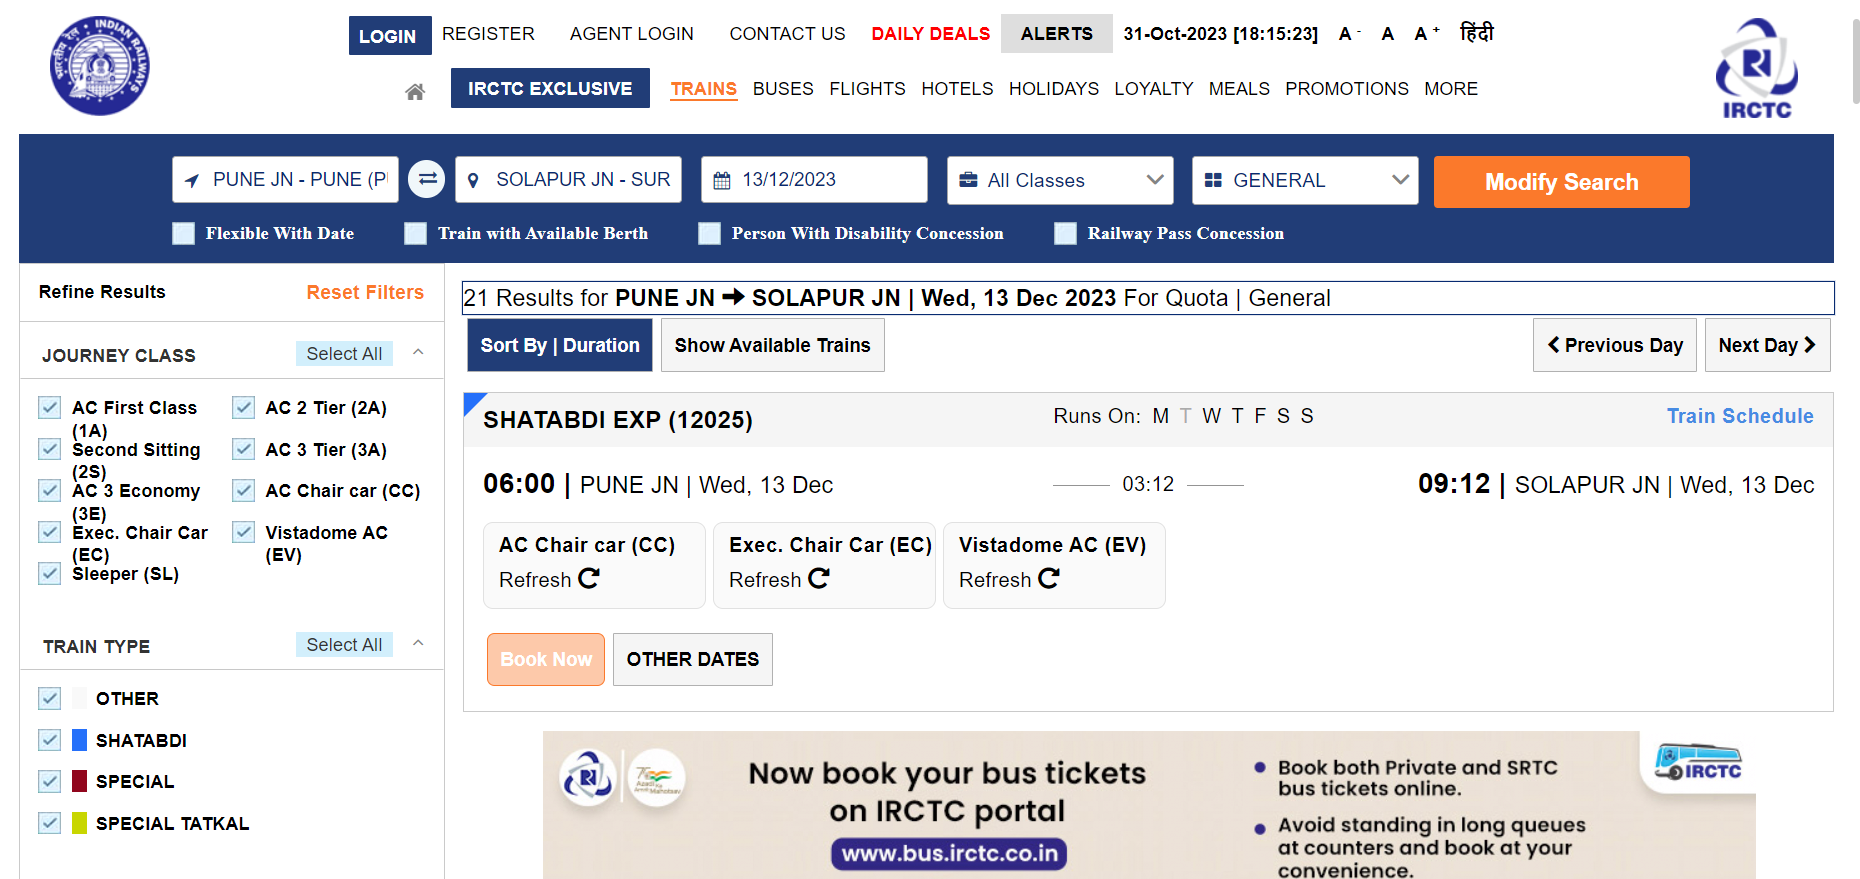 LOGIN REGISTER AGENT LOGIN CONTACT US DAILY DEALS ALERTS 31-Oct-2023 [18:15:23] A - A A + हिंदी
IRCTC EXCLUSIVE TRAINS BUSES FLIGHTS HOTELS HOLIDAYS LOYALTY MEALS PROMOTIONS MORE
IRCTC
PUNE JN - PUNE (P SOLAPUR JN - SUR 13/12/2023 All Classes GENERAL Modify Search
Flexible With Date Train with Available Berth Person With Disability Concession Railway Pass Concession
Refine Results Reset Filters
JOURNEY CLASS Select All
AC First Class (1A)
AC 2 Tier (2A)
Second Sitting (2S)
AC 3 Tier (3A)
AC 3 Economy (3E)
AC Chair car (CC)
Exec. Chair Car (EC)
Vistadome AC (EV)
Sleeper (SL)
TRAIN TYPE Select All
OTHER
SHATABDI
SPECIAL
SPECIAL TATKAL
21 Results for PUNE JN ➔ SOLAPUR JN | Wed, 13 Dec 2023 For Quota | General
Sort By | Duration Show Available Trains Previous Day Next Day
SHATABDI EXP (12025) Runs On: M T W T F S S Train Schedule
06:00 | PUNE JN | Wed, 13 Dec 03:12 09:12 | SOLAPUR JN | Wed, 13 Dec
AC Chair car (CC) Exec. Chair Car (EC) Vistadome AC (EV)
Refresh Refresh Refresh
Book Now OTHER DATES
Now book your bus tickets
on IRCTC portal
www.bus.irctc.co.in
Book both Private and SRTC
bus tickets online.
Avoid standing in long queues
at counters and book at your
convenience.
IRCTC